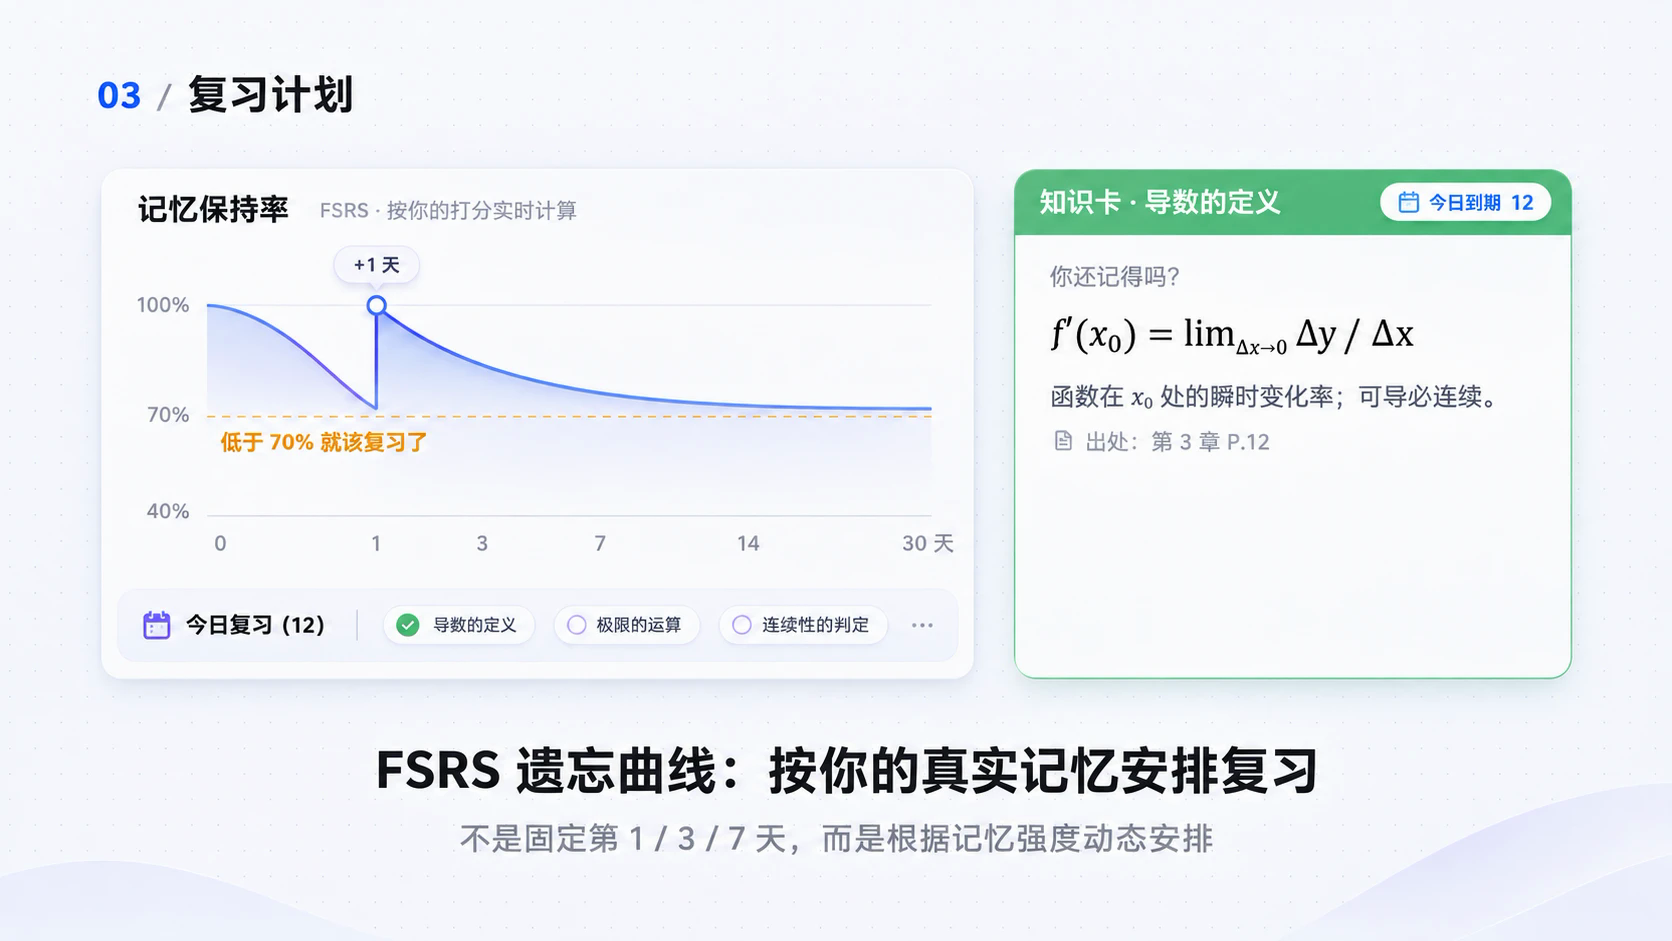 03 / 复习计划
记忆保持率 FSRS · 按你的打分实时计算
+1 天
100%
70%
低于 70% 就该复习了
40%
0 1 3 7 14 30 天
今日复习 (12) 导数的定义 极限的运算 连续性的判定 ···
知识卡 · 导数的定义 今日到期 12
你还记得吗?
f′(x₀) = lim_{Δx→0} Δy / Δx
函数在 x₀ 处的瞬时变化率；可导必连续。
出处：第 3 章 P.12
FSRS 遗忘曲线：按你的真实记忆安排复习
不是固定第 1 / 3 / 7 天，而是根据记忆强度动态安排